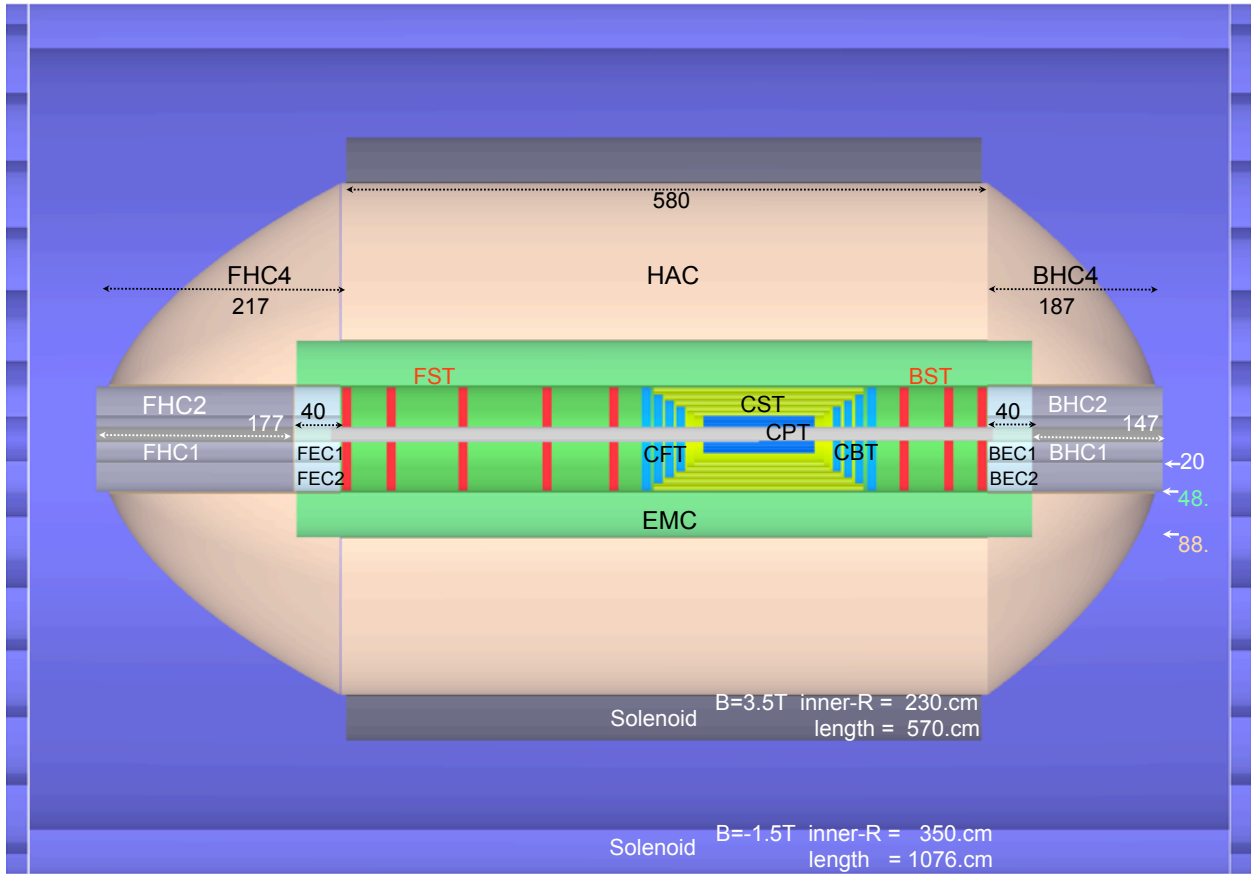 580
FHC4
HAC
BHC4
217
187
FST
BST
FHC2
40
CST
40
BHC2
177
CPT
147
FHC1
FEC1
CFT
CBT
BEC1
BHC1
20
FEC2
BEC2
48.
EMC
88.
B=3.5T inner-R = 230.cm
Solenoid
length = 570.cm
B=-1.5T inner-R = 350.cm
Solenoid
length = 1076.cm